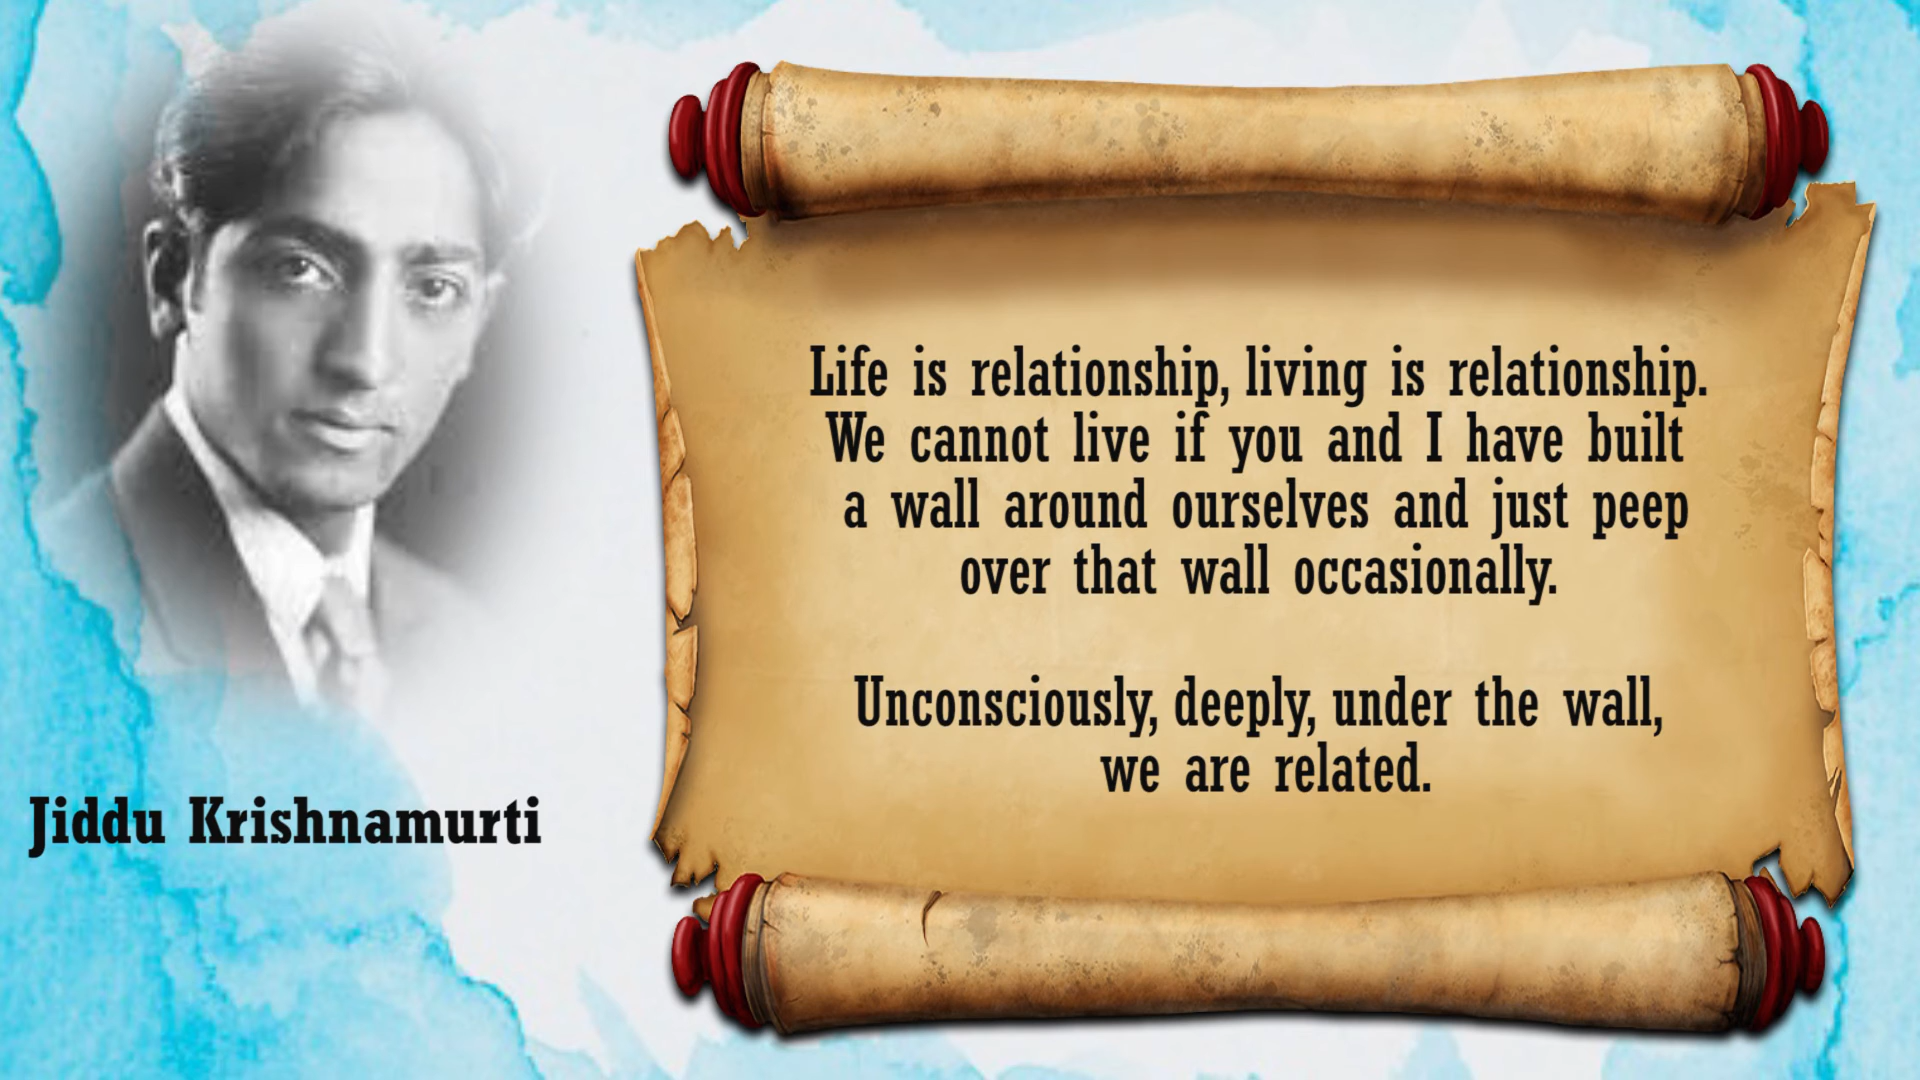 Life is relationship, living is relationship.
We cannot live if you and I have built
a wall around ourselves and just peep
over that wall occasionally.
Unconsciously, deeply, under the wall,
we are related.
Jiddu Krishnamurti